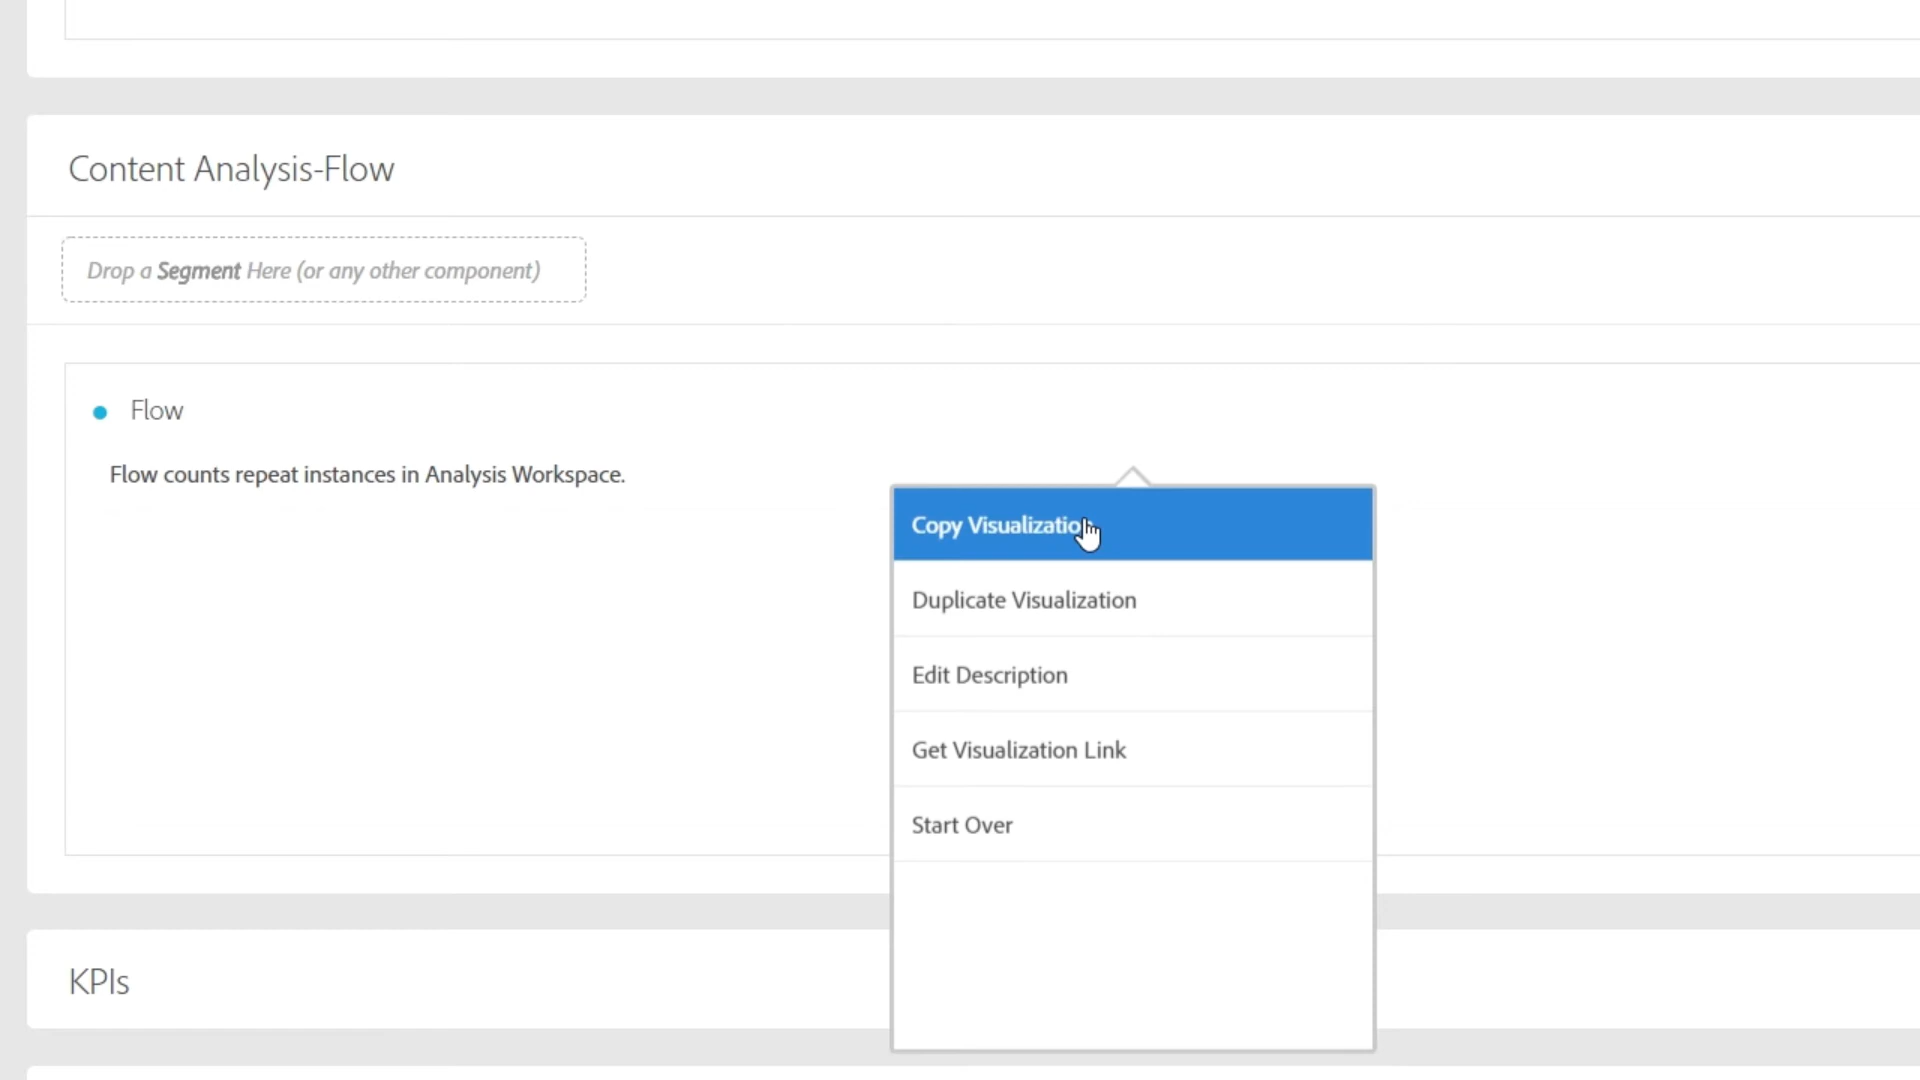 Content Analysis-Flow
Drop a Segment Here (or any other component)
Flow
Flow counts repeat instances in Analysis Workspace.
Copy Visualization
Duplicate Visualization
Edit Description
Get Visualization Link
Start Over
KPIs